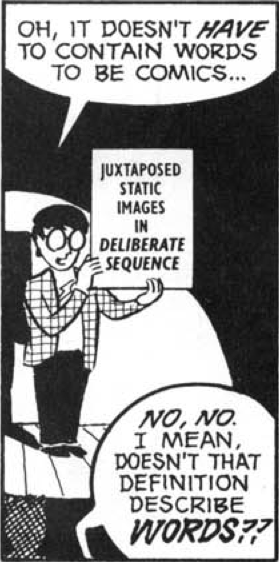 OH, IT DOESN'T HAVE
TO CONTAIN WORDS
TO BE COMICS...
JUXTAPOSED
STATIC
IMAGES
IN
DELIBERATE
SEQUENCE
NO, NO.
I MEAN,
DOESN'T THAT
DEFINITION
DESCRIBE
WORDS??